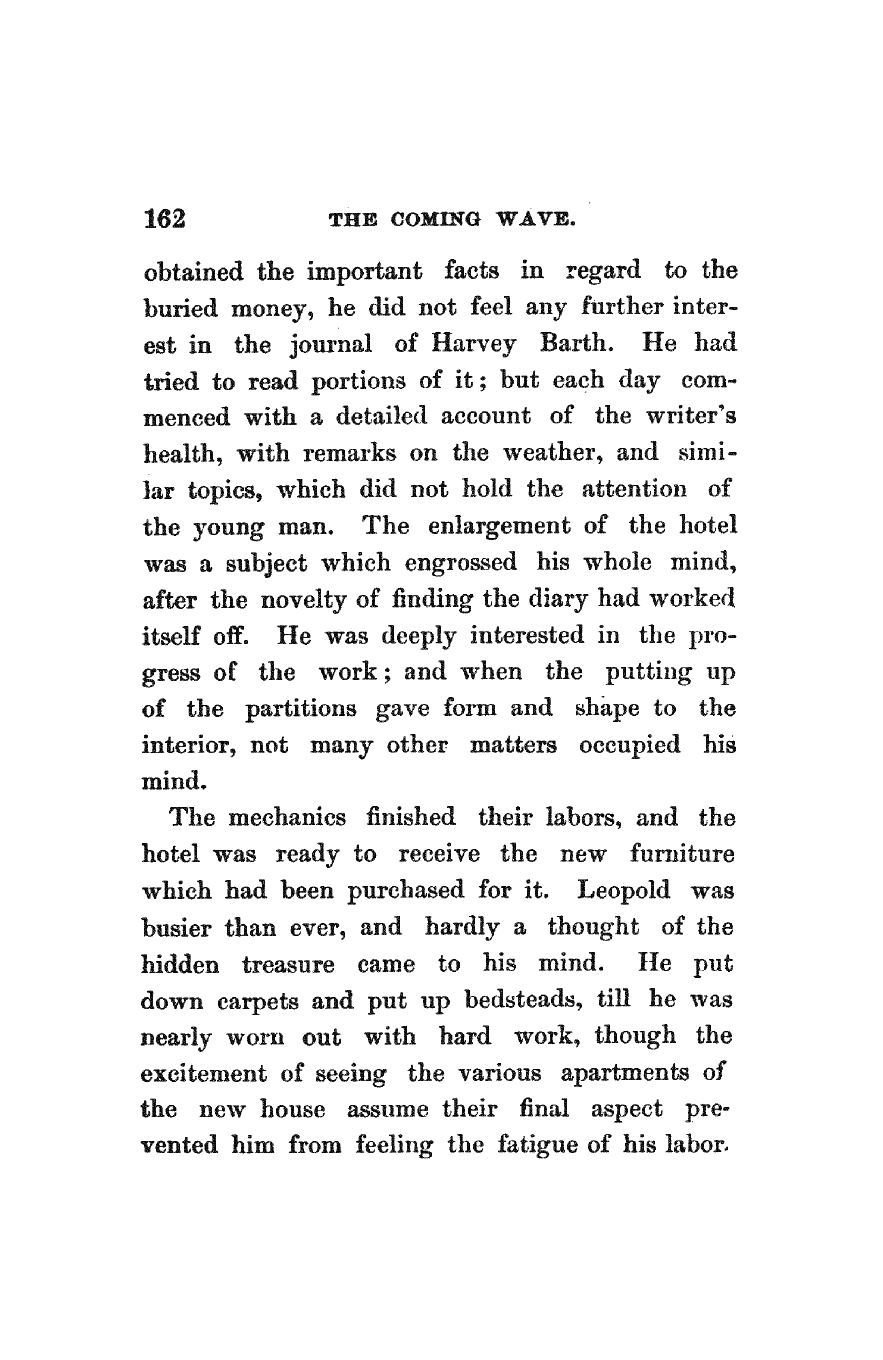 162 THE COMING WAVE.
obtained the important facts in regard to the
buried money, he did not feel any further inter-
est in the journal of Harvey Barth. He had
tried to read portions of it; but each day com-
menced with a detailed account of the writer's
health, with remarks on the weather, and simi-
lar topics, which did not hold the attention of
the young man. The enlargement of the hotel
was a subject which engrossed his whole mind,
after the novelty of finding the diary had worked
itself off. He was deeply interested in the pro-
gress of the work; and when the putting up
of the partitions gave form and shape to the
interior, not many other matters occupied his
mind.
The mechanics finished their labors, and the
hotel was ready to receive the new furniture
which had been purchased for it. Leopold was
busier than ever, and hardly a thought of the
hidden treasure came to his mind. He put
down carpets and put up bedsteads, till he was
nearly worn out with hard work, though the
excitement of seeing the various apartments of
the new house assume their final aspect pre-
vented him from feeling the fatigue of his labor.